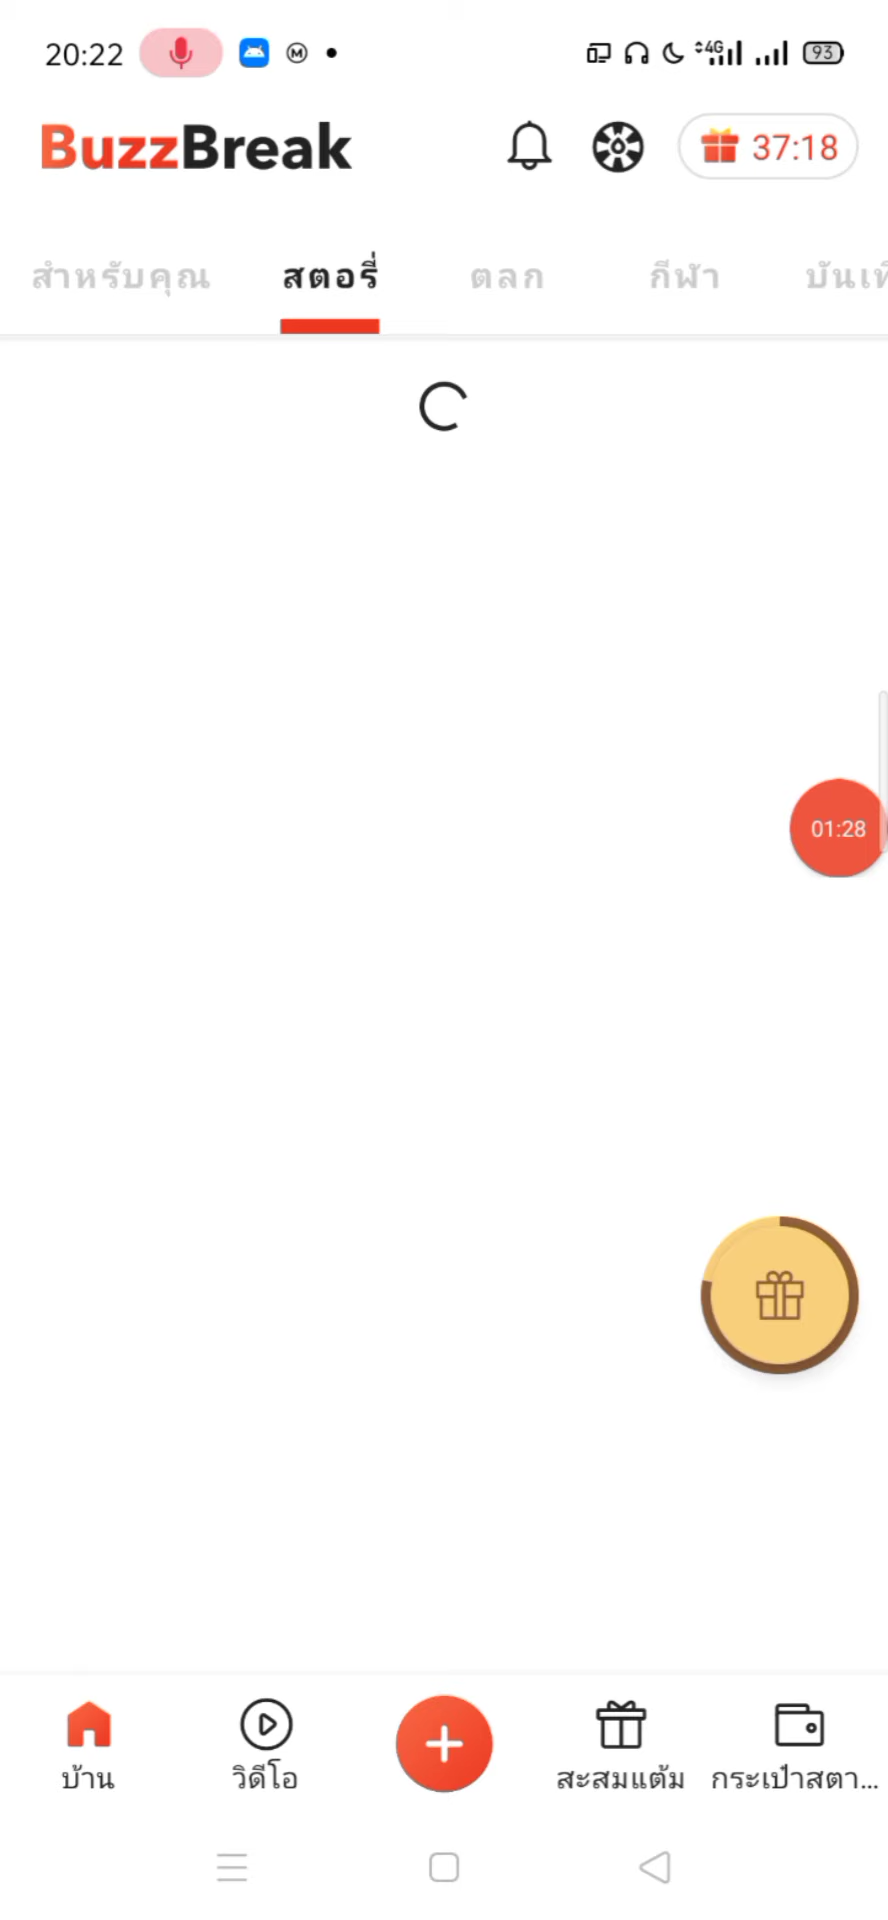 20:22
4G
93
BuzzBreak
37:18
สำหรับคุณ
สตอรี่
ตลก
กีฬา
01:28
บ้าน
วิดีโอ
สะสมแต้ม
กระเป๋าสตา...